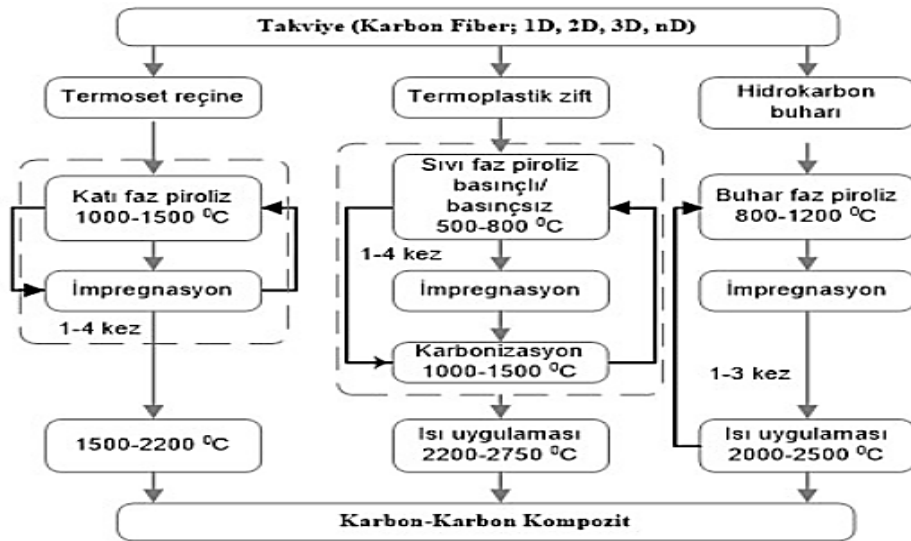 Takviye (Karbon Fiber; 1D, 2D, 3D, nD)
Termoset reçine
Termoplastik zift
Hidrokarbon
buharı
Katı faz piroliz
1000-1500 ⁰C
Sıvı faz piroliz
basınçlı/
basınçsız
500-800 ⁰C
Buhar faz piroliz
800-1200 ⁰C
1-4 kez
İmpregnasyon
İmpregnasyon
İmpregnasyon
1-4 kez
Karbonizasyon
1000-1500 ⁰C
1-3 kez
1500-2200 ⁰C
Isı uygulaması
2200-2750 ⁰C
Isı uygulaması
2000-2500 ⁰C
Karbon-Karbon Kompozit